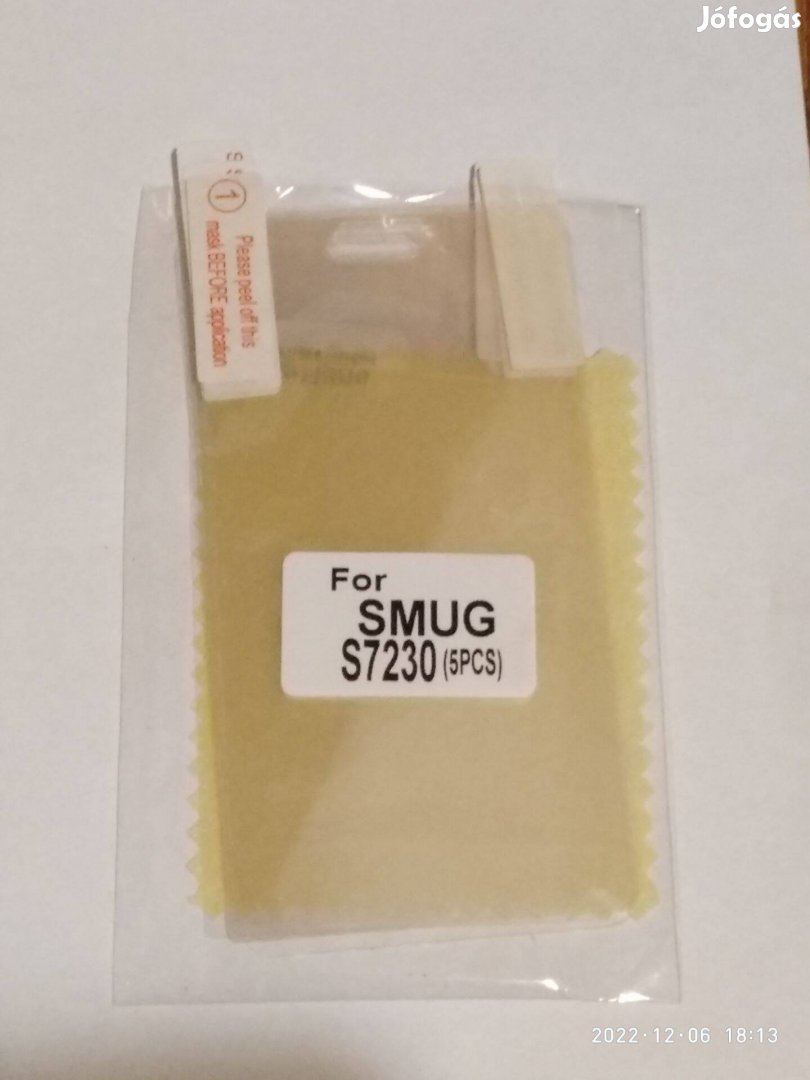 Jófogás
1
Please peel off this
mask BEFORE application
For
SMUG
S7230 (5PCS)
2022·12·06 18:13